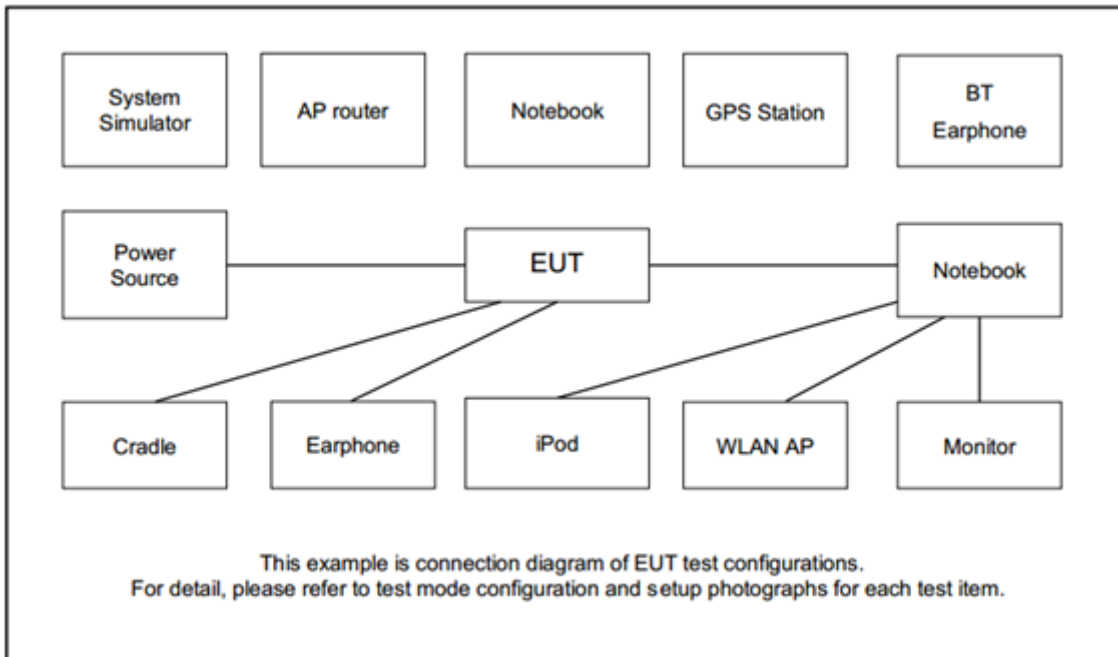 System
Simulator
AP router
Notebook
GPS Station
BT
Earphone
Power
Source
EUT
Notebook
Cradle
Earphone
iPod
WLAN AP
Monitor
This example is connection diagram of EUT test configurations.
For detail, please refer to test mode configuration and setup photographs for each test item.